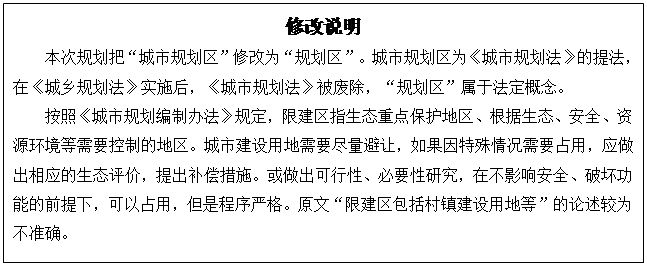 修改说明
本次规划把“城市规划区”修改为“规划区”。城市规划区为《城市规划法》的提法，
在《城乡规划法》实施后，《城市规划法》被废除，“规划区”属于法定概念。
按照《城市规划编制办法》规定，限建区指生态重点保护地区、根据生态、安全、资
源环境等需要控制的地区。城市建设用地需要尽量避让，如果因特殊情况需要占用，应做
出相应的生态评价，提出补偿措施。或做出可行性、必要性研究，在不影响安全、破坏功
能的前提下，可以占用，但是程序严格。原文“限建区包括村镇建设用地等”的论述较为
不准确。